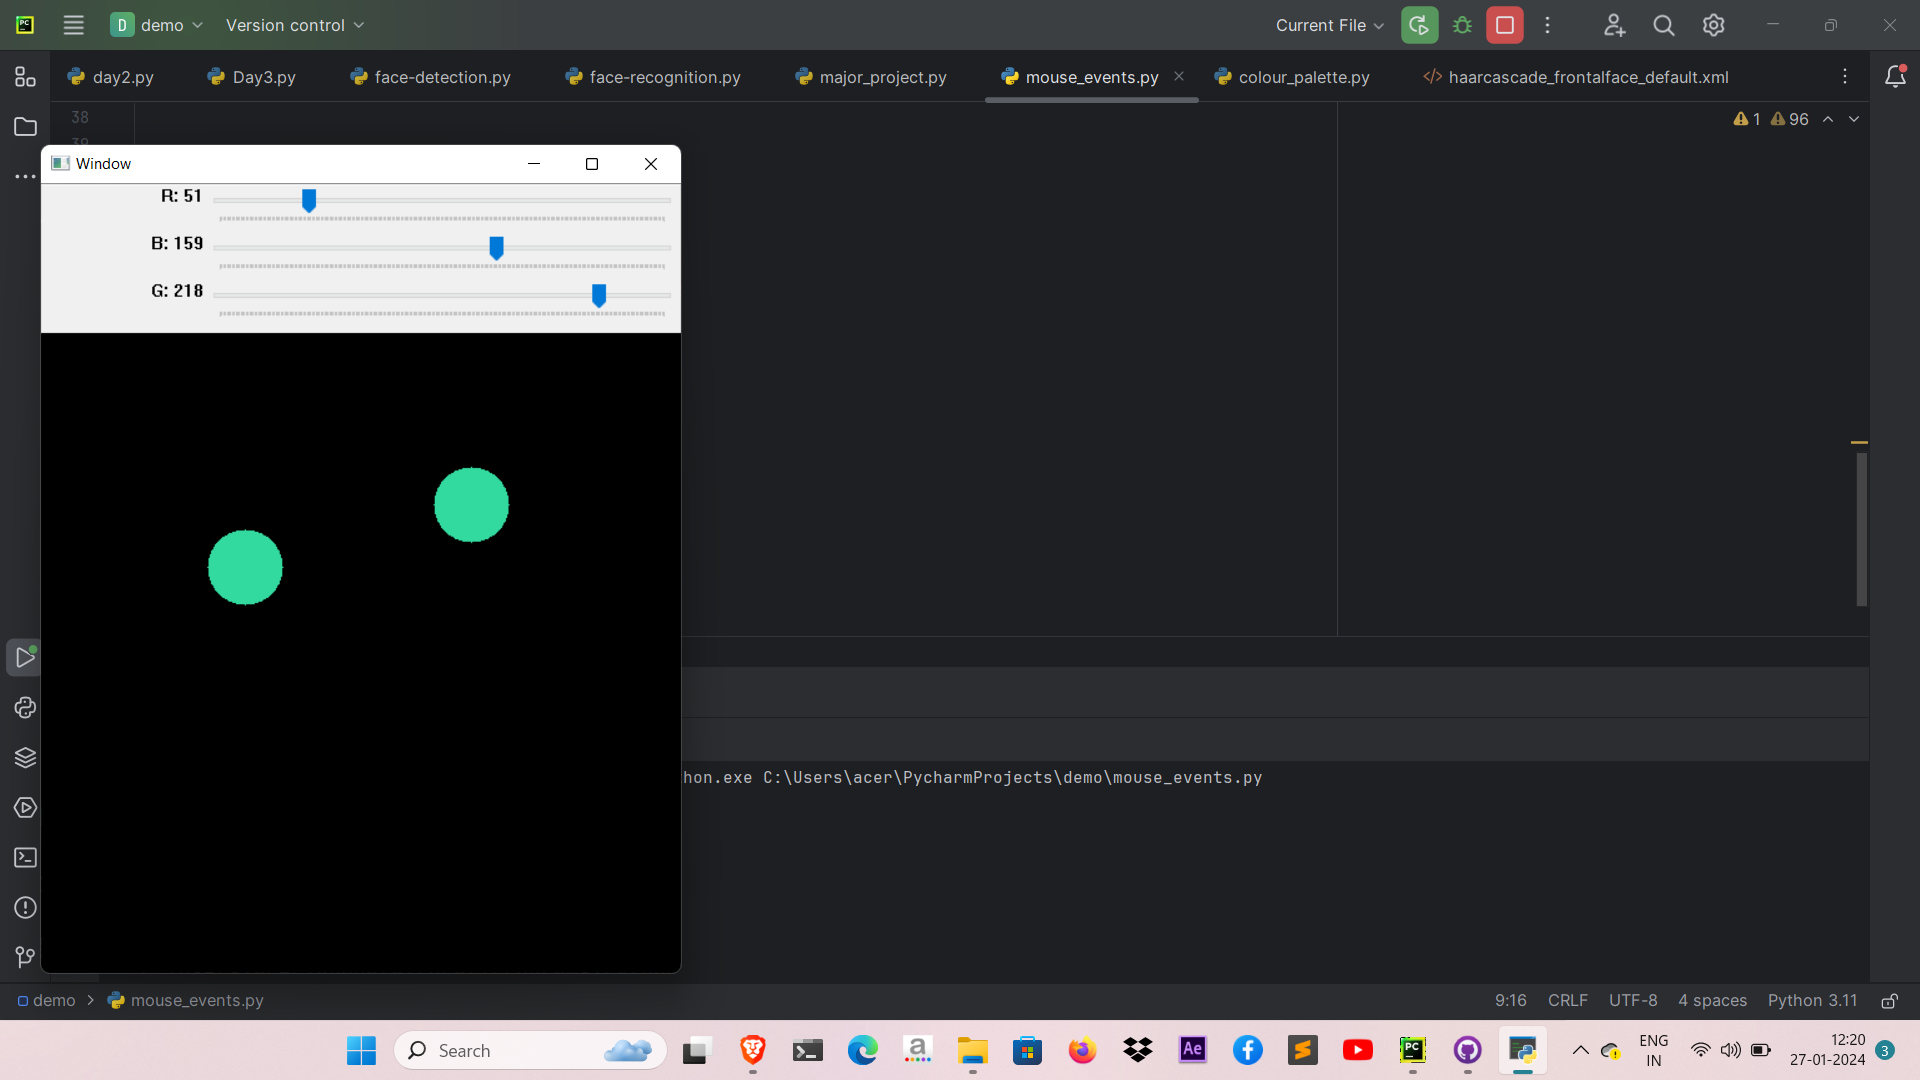 D demo Version control Current File
day2.py Day3.py face-detection.py face-recognition.py major_project.py mouse_events.py colour_palette.py haarcascade_frontalface_default.xml
38
1 96
Window
R: 51
B: 159
G: 218
hon.exe C:\Users\acer\PycharmProjects\demo\mouse_events.py
demo > mouse_events.py 9:16 CRLF UTF-8 4 spaces Python 3.11
Search
ENG
IN
12:20
27-01-2024
3